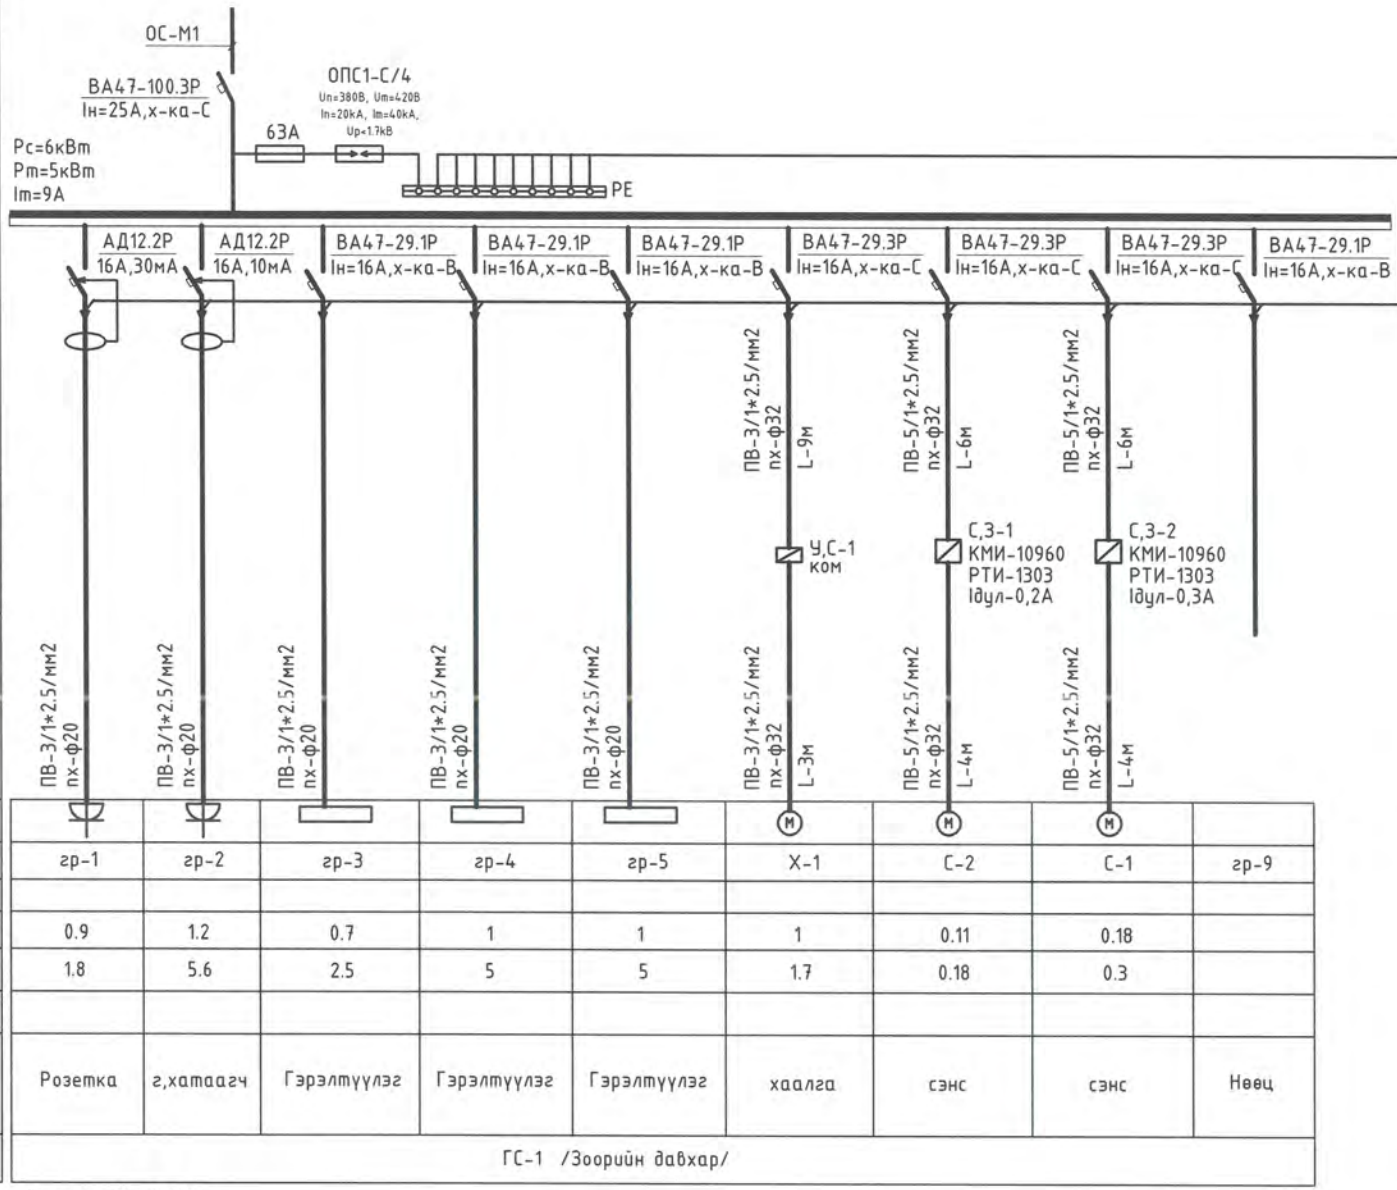 ОС-М1
ВА47-100.3Р
Iн=25А,х-ка-С
ОПС1-С/4
Un=380В, Um=420В
In=20kA, Im=40kA,
Up<1.7kB
63А
Рс=6кВт
Рт=5кВт
Iт=9А
PE
АД12.2Р
16А,30мА
АД12.2Р
16А,10мА
ВА47-29.1Р
Iн=16А,х-ка-В
ВА47-29.1Р
Iн=16А,х-ка-В
ВА47-29.1Р
Iн=16А,х-ка-В
ВА47-29.3Р
Iн=16А,х-ка-С
ВА47-29.3Р
Iн=16А,х-ка-С
ВА47-29.3Р
Iн=16А,х-ка-С
ВА47-29.1Р
Iн=16А,х-ка-В
ПВ-3/1*2.5/мм2
пх-ф32
L-9м
ПВ-5/1*2.5/мм2
пх-ф32
L-6м
ПВ-5/1*2.5/мм2
пх-ф32
L-6м
У,С-1
ком
С,З-1
КМИ-10960
РТИ-1303
Iдул-0,2А
С,З-2
КМИ-10960
РТИ-1303
Iдул-0,3А
ПВ-3/1*2.5/мм2
пх-ф20
ПВ-3/1*2.5/мм2
пх-ф20
ПВ-3/1*2.5/мм2
пх-ф20
ПВ-3/1*2.5/мм2
пх-ф20
ПВ-3/1*2.5/мм2
пх-ф20
ПВ-3/1*2.5/мм2
пх-ф32
L-3м
ПВ-5/1*2.5/мм2
пх-ф32
L-4м
ПВ-5/1*2.5/мм2
пх-ф32
L-4м
М М М
гр-1 гр-2 гр-3 гр-4 гр-5 Х-1 С-2 С-1 гр-9
0.9 1.2 0.7 1 1 1 0.11 0.18
1.8 5.6 2.5 5 5 1.7 0.18 0.3
Розетка г,хатаагч Гэрэлтүүлэг Гэрэлтүүлэг Гэрэлтүүлэг хаалга сэнс сэнс Нөөц
ГС-1 /Зоорийн давхар/